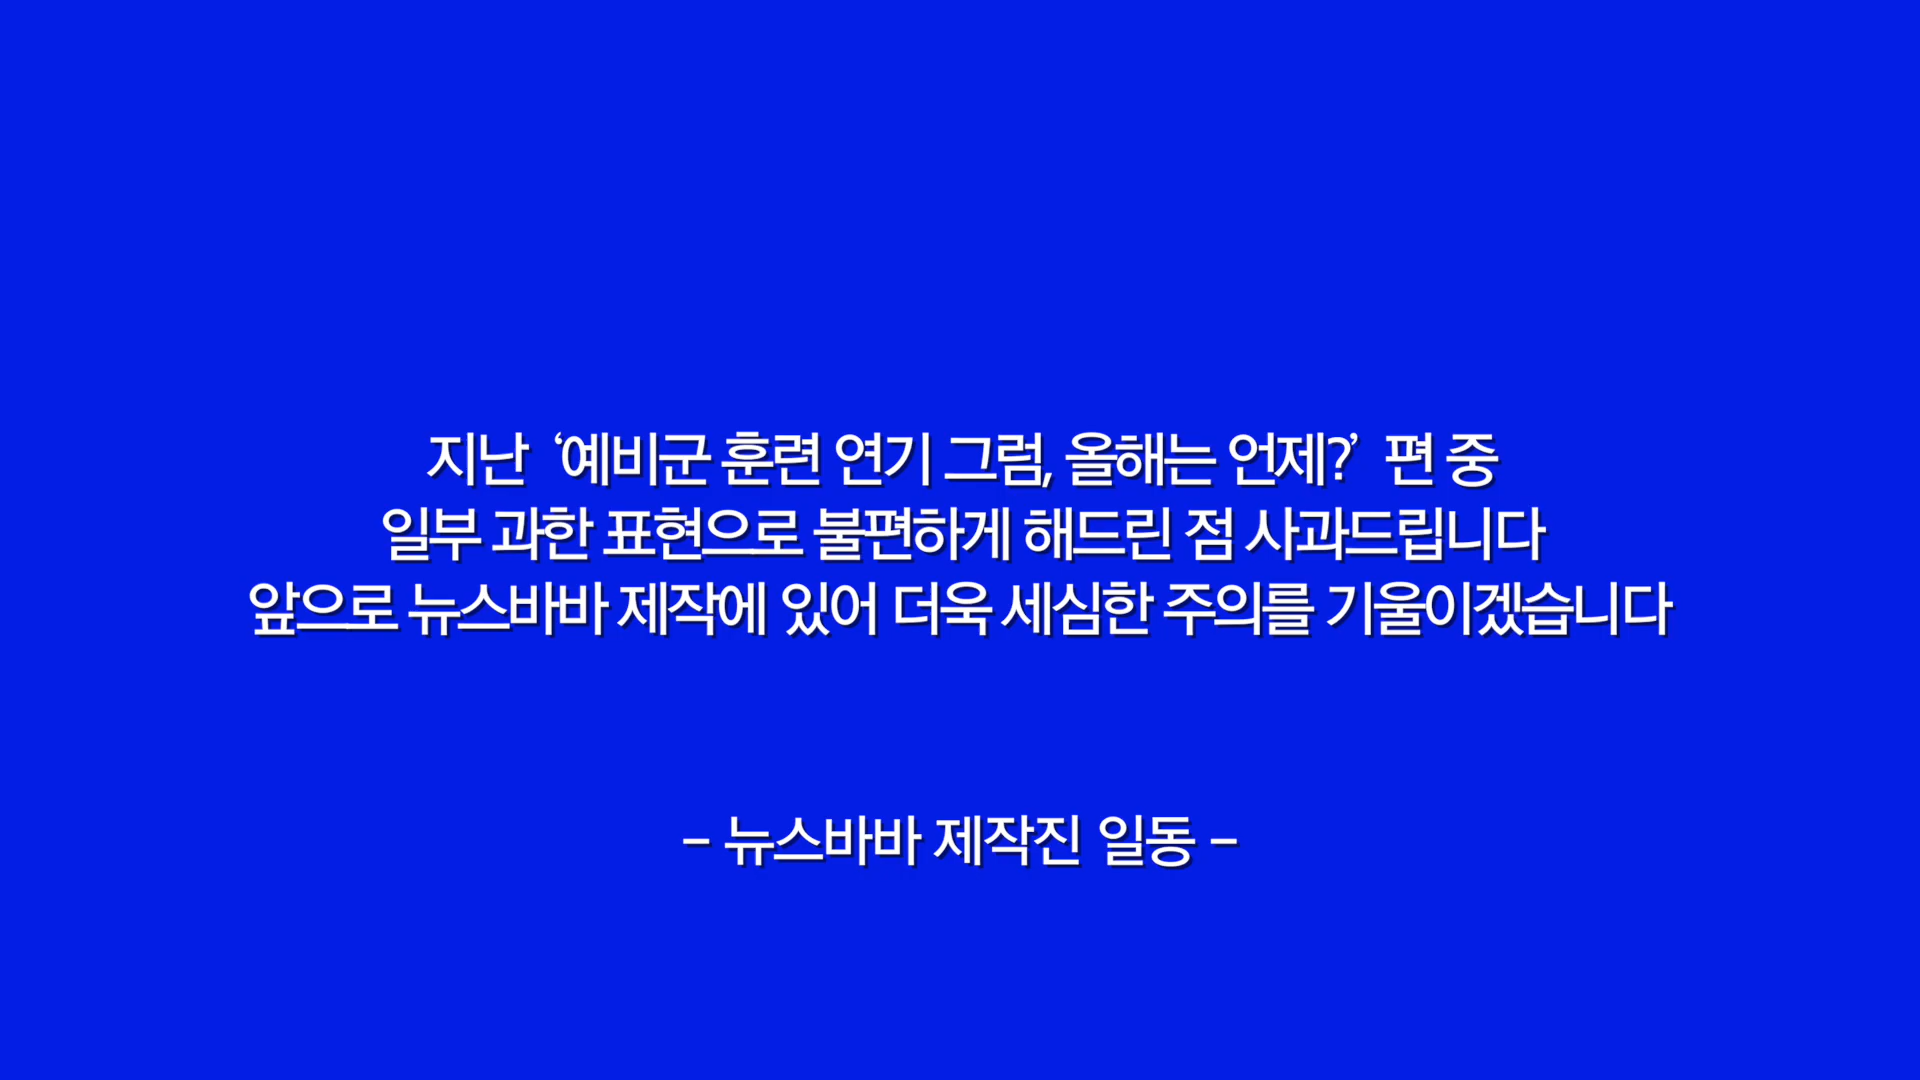 지난 ‘예비군 훈련 연기 그럼, 올해는 언제?’ 편 중
일부 과한 표현으로 불편하게 해드린 점 사과드립니다
앞으로 뉴스바바 제작에 있어 더욱 세심한 주의를 기울이겠습니다
– 뉴스바바 제작진 일동 –